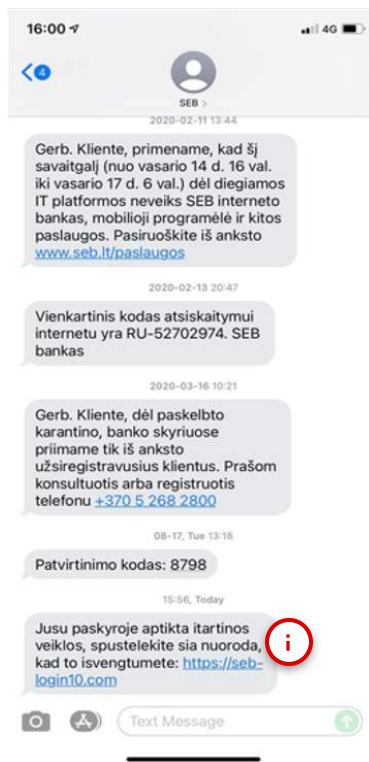 16:00
4G
4
SEB >
2020-02-11 13:44
Gerb. Kliente, primename, kad šį
savaitgalį (nuo vasario 14 d. 16 val.
iki vasario 17 d. 6 val.) dėl diegiamos
IT platformos neveiks SEB interneto
bankas, mobilioji programėlė ir kitos
paslaugos. Pasiruoškite iš anksto
www.seb.lt/paslaugos
2020-02-13 20:47
Vienkartinis kodas atsiskaitymui
internetu yra RU-52702974. SEB
bankas
2020-03-16 10:21
Gerb. Kliente, dėl paskelbto
karantino, banko skyriuose
priimame tik iš anksto
užsiregistravusius klientus. Prašom
konsultuotis arba registruotis
telefonu +370 5 268 2800
08-17, Tue 13:18
Patvirtinimo kodas: 8798
15:56, Today
Jusu paskyroje aptikta itartinos
veiklos, spustelekite sia nuoroda,
kad to isvengtumete: https://seb-
login10.com
i
Text Message